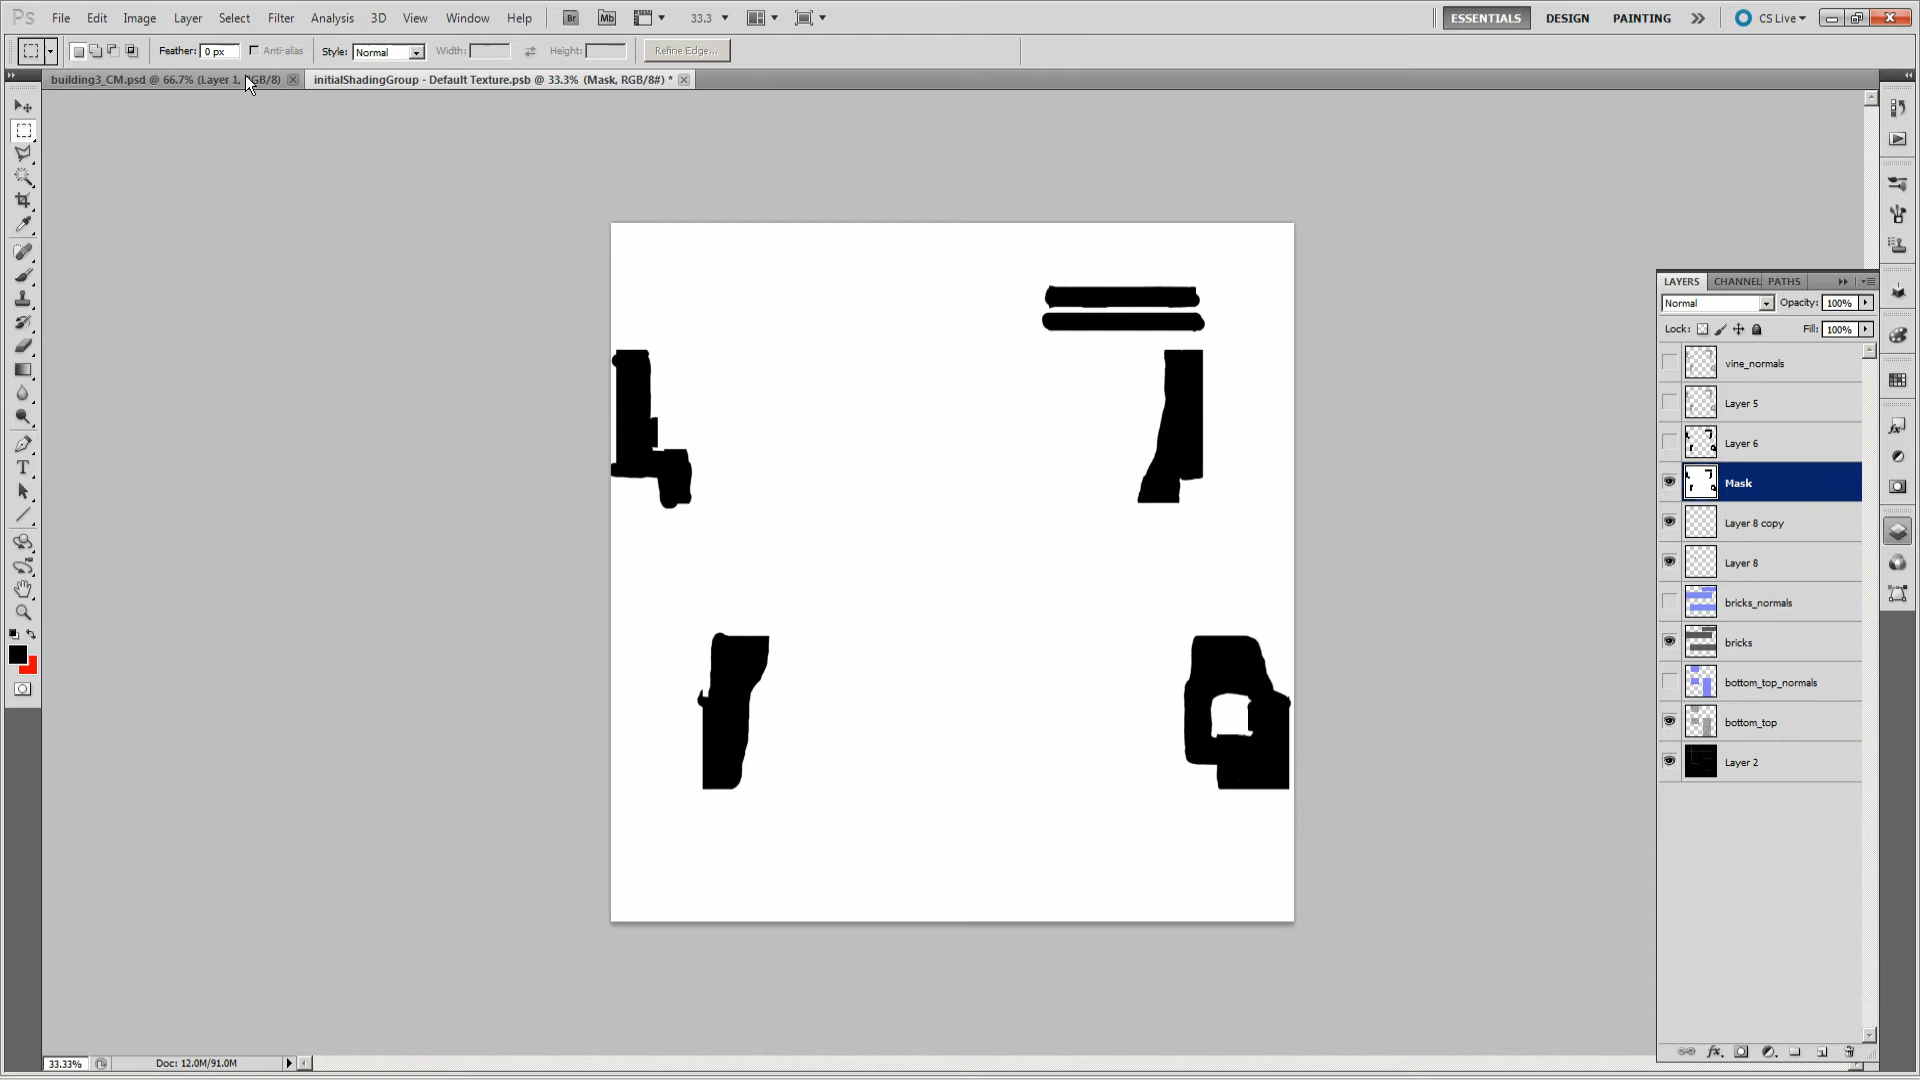 Ps File Edit Image Layer Select Filter Analysis 3D View Window Help Br Mb 33.3 ESSENTIALS DESIGN PAINTING CS Live
Feather: 0 px Anti-alias Style: Normal Width: Height: Refine Edge...
building3_CM.psd @ 66.7% (Layer 1, RGB/8) initialShadingGroup - Default Texture.psb @ 33.3% (Mask, RGB/8#) *
LAYERS CHANNEL PATHS
Normal Opacity: 100%
Lock: Fill: 100%
vine_normals
Layer 5
Layer 6
Mask
Layer 8 copy
Layer 8
bricks_normals
bricks
bottom_top_normals
bottom_top
Layer 2
33.33% Doc: 12.0M/91.0M